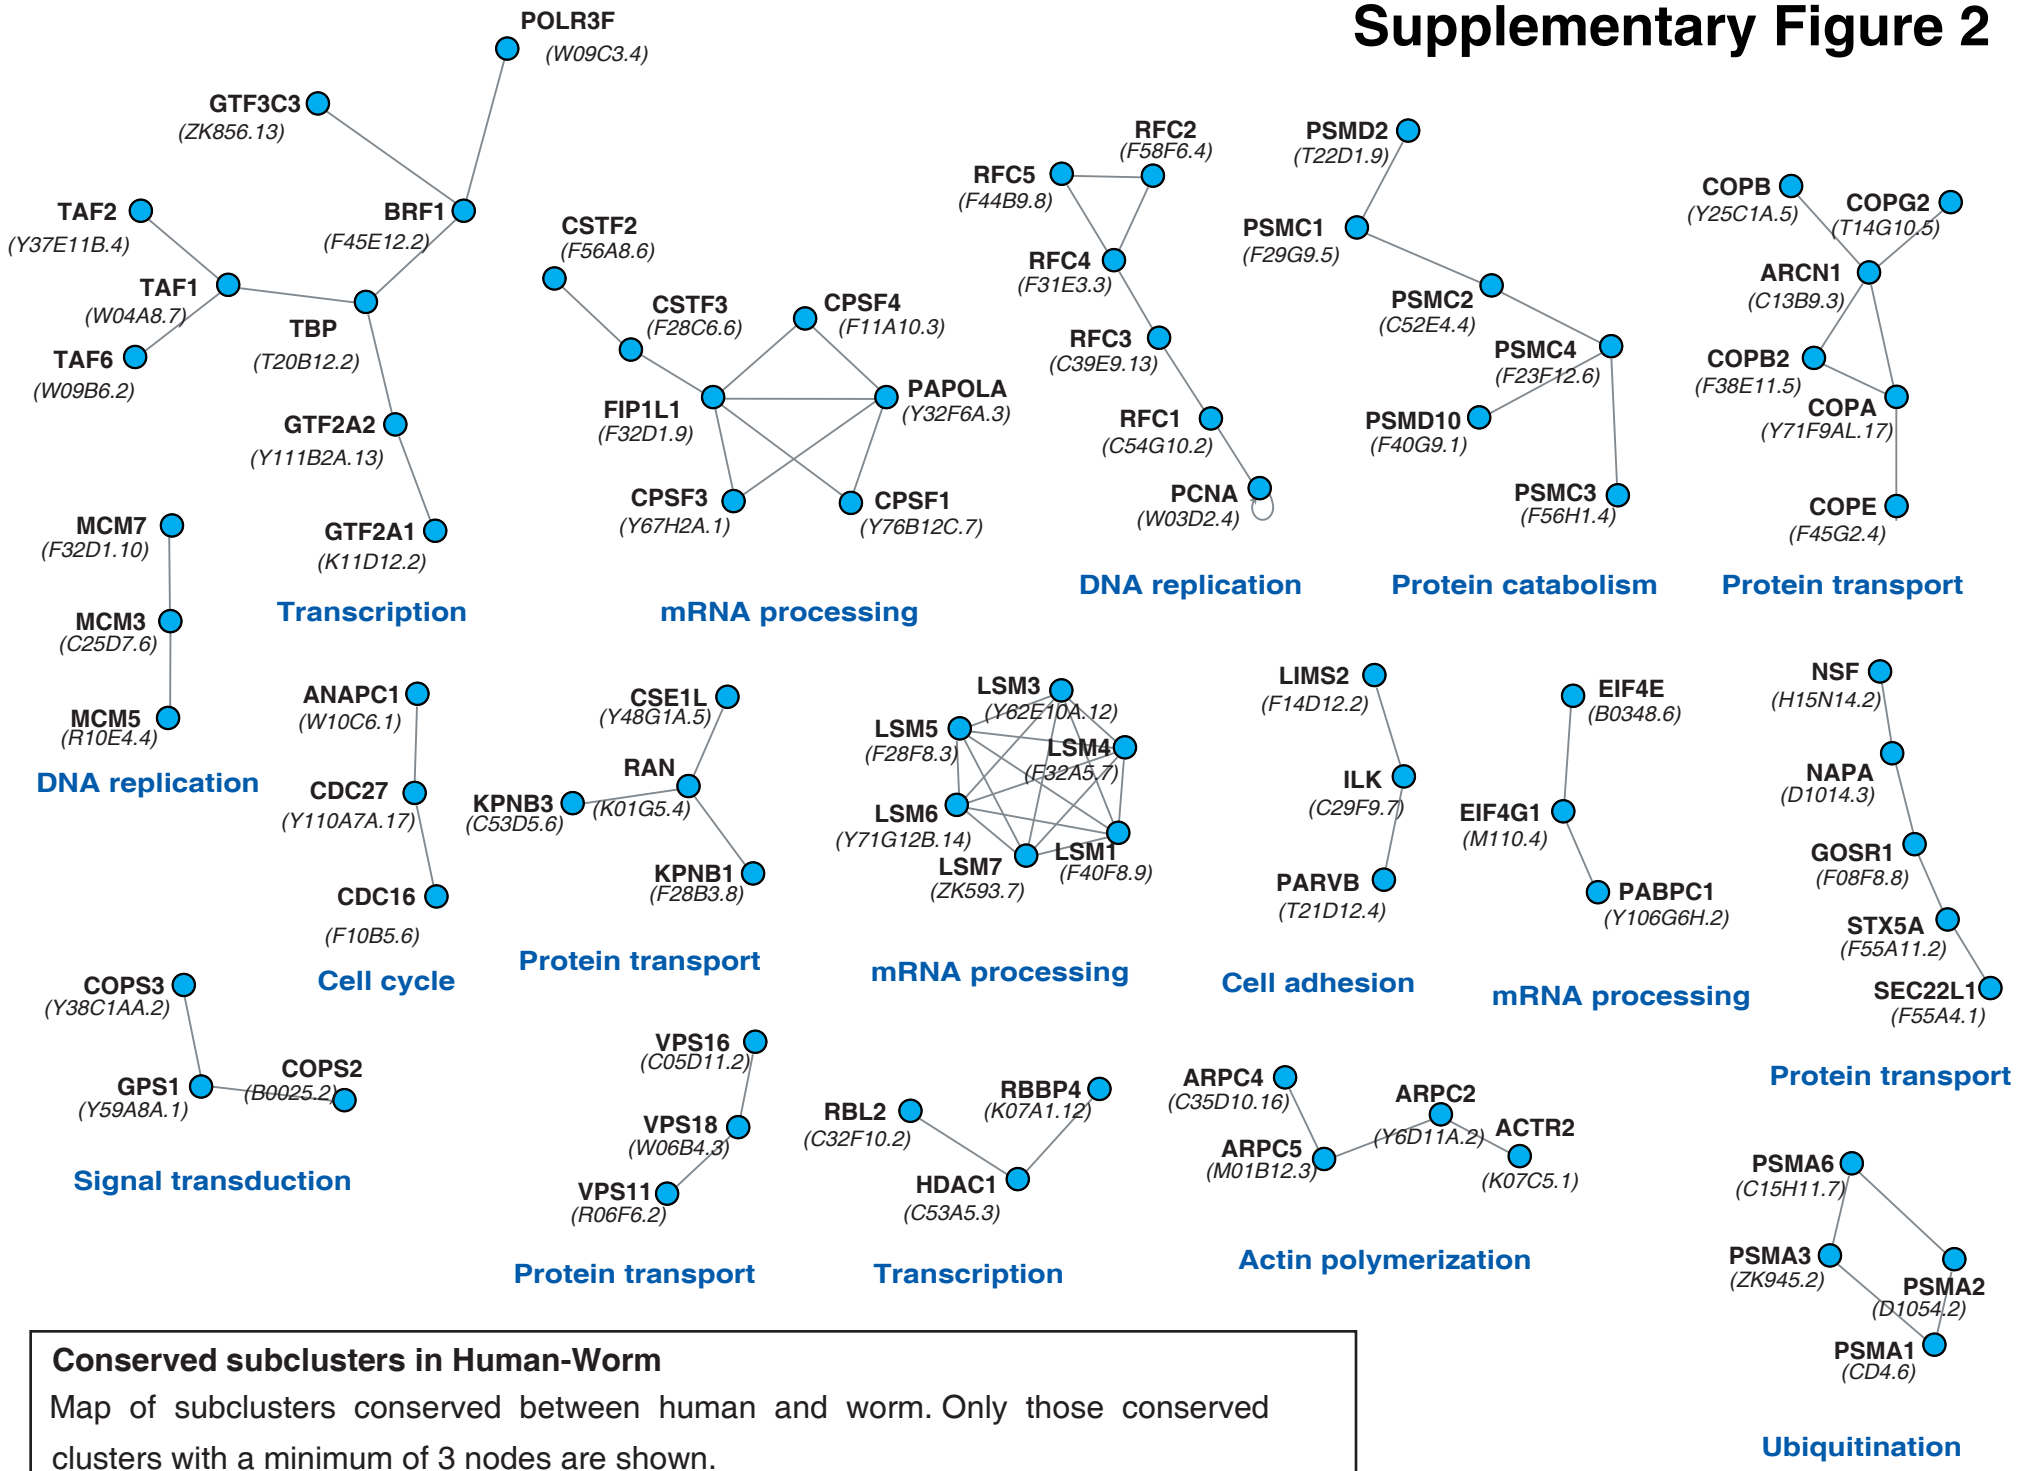 Supplementary Figure 2
POLR3F
(W09C3.4)
GTF3C3
(ZK856.13)
TAF2
(Y37E11B.4)
BRF1
(F45E12.2)
TAF1
(W04A8.7)
TBP
(T20B12.2)
TAF6
(W09B6.2)
GTF2A2
(Y111B2A.13)
GTF2A1
(K11D12.2)
Transcription
CSTF2
(F56A8.6)
CSTF3
(F28C6.6)
CPSF4
(F11A10.3)
FIP1L1
(F32D1.9)
PAPOLA
(Y32F6A.3)
CPSF3
(Y67H2A.1)
CPSF1
(Y76B12C.7)
mRNA processing
RFC2
(F58F6.4)
RFC5
(F44B9.8)
RFC4
(F31E3.3)
RFC3
(C39E9.13)
RFC1
(C54G10.2)
PCNA
(W03D2.4)
DNA replication
PSMD2
(T22D1.9)
PSMC1
(F29G9.5)
PSMC2
(C52E4.4)
PSMC4
(F23F12.6)
PSMD10
(F40G9.1)
PSMC3
(F56H1.4)
Protein catabolism
COPB
(Y25C1A.5)
COPG2
(T14G10.5)
ARCN1
(C13B9.3)
COPB2
(F38E11.5)
COPA
(Y71F9AL.17)
COPE
(F45G2.4)
Protein transport
MCM7
(F32D1.10)
MCM3
(C25D7.6)
MCM5
(R10E4.4)
DNA replication
ANAPC1
(W10C6.1)
CDC27
(Y110A7A.17)
CDC16
(F10B5.6)
Cell cycle
CSE1L
(Y48G1A.5)
RAN
(K01G5.4)
KPNB3
(C53D5.6)
KPNB1
(F28B3.8)
Protein transport
LSM3
(Y62E10A.12)
LSM5
(F28F8.3)
LSM4
(F32A5.7)
LSM6
(Y71G12B.14)
LSM7
(ZK593.7)
LSM1
(F40F8.9)
mRNA processing
LIMS2
(F14D12.2)
ILK
(C29F9.7)
PARVB
(T21D12.4)
Cell adhesion
EIF4E
(B0348.6)
EIF4G1
(M110.4)
PABPC1
(Y106G6H.2)
mRNA processing
NSF
(H15N14.2)
NAPA
(D1014.3)
GOSR1
(F08F8.8)
STX5A
(F55A11.2)
SEC22L1
(F55A4.1)
Protein transport
COPS3
(Y38C1AA.2)
GPS1
(Y59A8A.1)
COPS2
(B0025.2)
Signal transduction
VPS16
(C05D11.2)
VPS18
(W06B4.3)
VPS11
(R06F6.2)
Protein transport
RBL2
(C32F10.2)
RBBP4
(K07A1.12)
HDAC1
(C53A5.3)
Transcription
ARPC4
(C35D10.16)
ARPC2
(Y6D11A.2)
ARPC5
(M01B12.3)
ACTR2
(K07C5.1)
Actin polymerization
PSMA6
(C15H11.7)
PSMA3
(ZK945.2)
PSMA2
(D1054.2)
PSMA1
(CD4.6)
Ubiquitination
Conserved subclusters in Human-Worm
Map of subclusters conserved between human and worm. Only those conserved
clusters with a minimum of 3 nodes are shown.